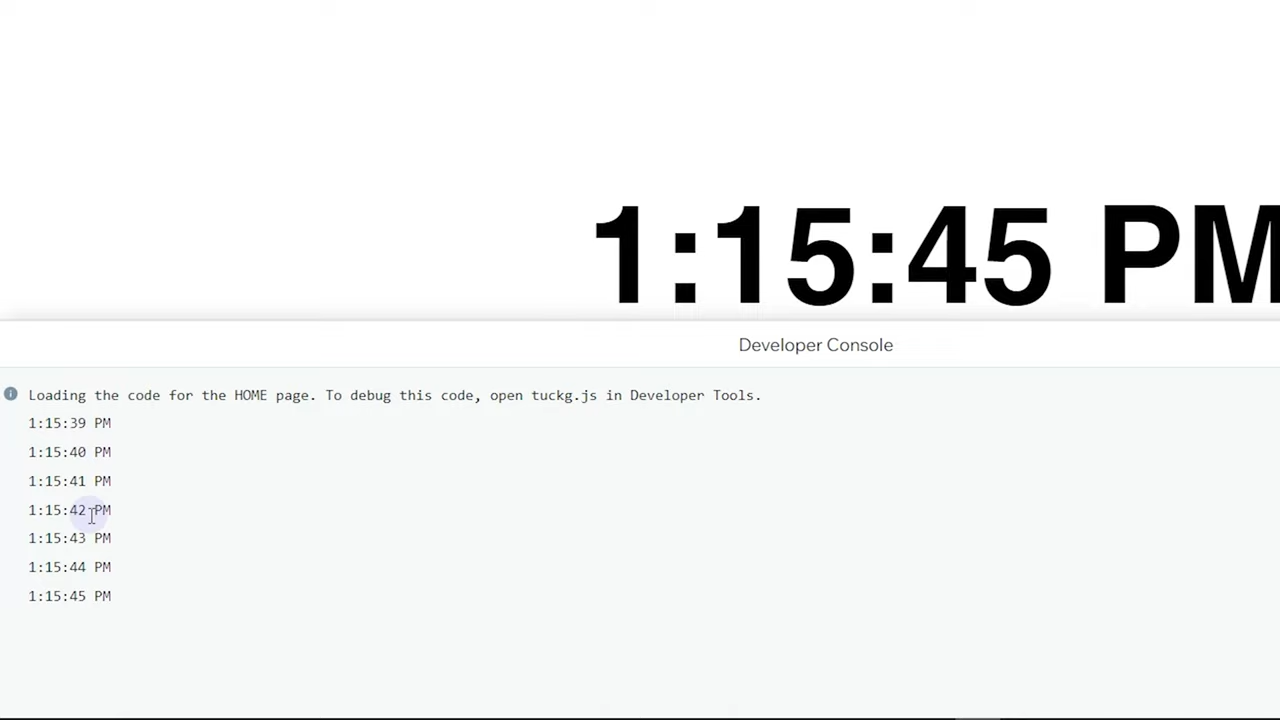 1:15:45 PM
Developer Console
Loading the code for the HOME page. To debug this code, open tuckg.js in Developer Tools.
1:15:39 PM
1:15:40 PM
1:15:41 PM
1:15:42 PM
1:15:43 PM
1:15:44 PM
1:15:45 PM